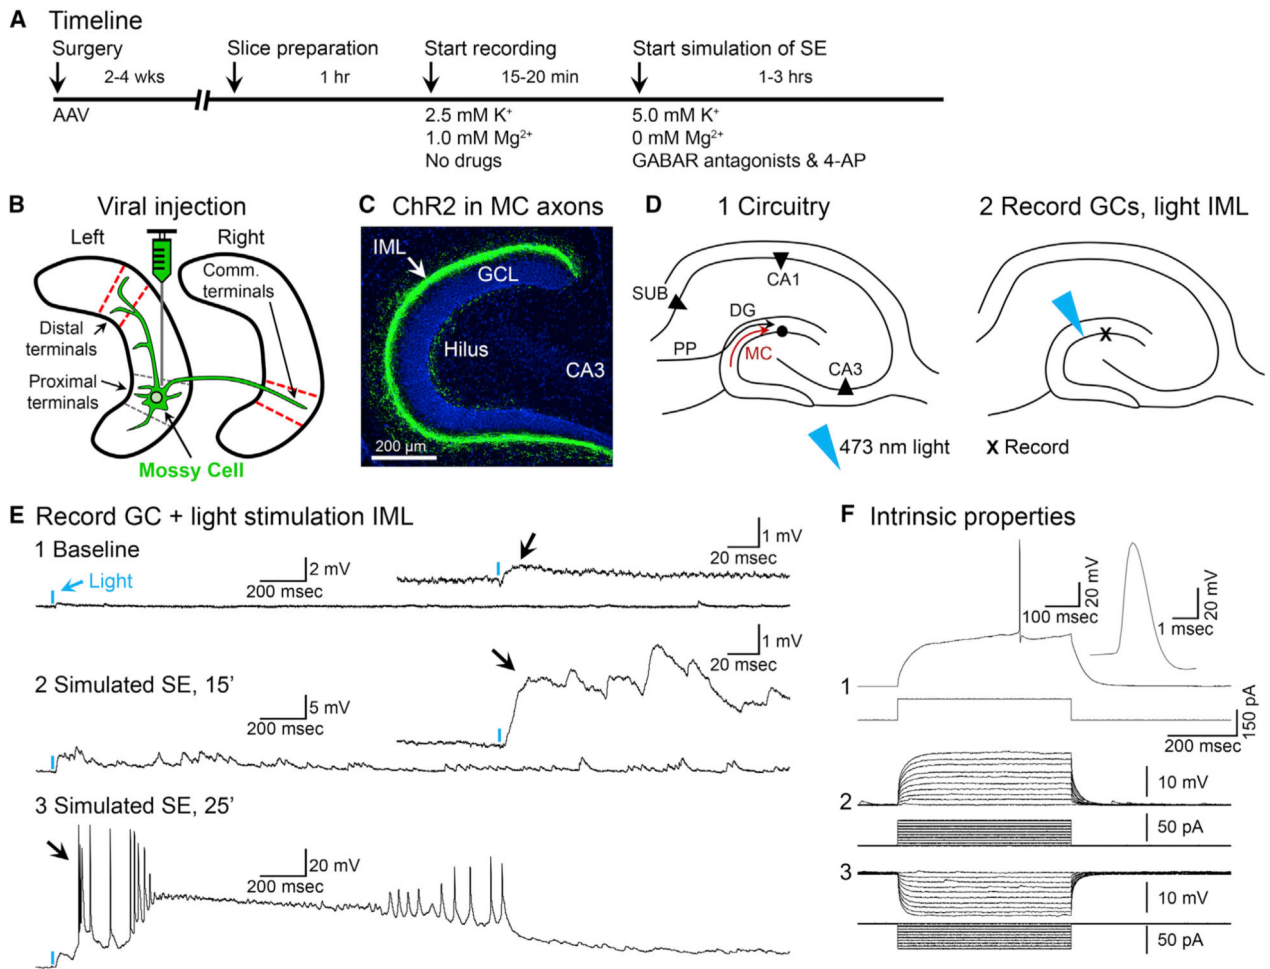 A Timeline
Surgery
Slice preparation
Start recording
Start simulation of SE
2-4 wks
1 hr
15-20 min
1-3 hrs
AAV
2.5 mM K⁺
5.0 mM K⁺
1.0 mM Mg²⁺
0 mM Mg²⁺
No drugs
GABAR antagonists & 4-AP
B Viral injection
Left
Right
Comm.
terminals
Distal
terminals
Proximal
terminals
Mossy Cell
C ChR2 in MC axons
IML
GCL
Hilus
CA3
200 µm
D 1 Circuitry
2 Record GCs, light IML
SUB
CA1
DG
PP
MC
CA3
473 nm light
X
X Record
E Record GC + light stimulation IML
1 Baseline
Light
2 mV
200 msec
1 mV
20 msec
2 Simulated SE, 15'
5 mV
200 msec
1 mV
20 msec
3 Simulated SE, 25'
20 mV
200 msec
F Intrinsic properties
20 mV
100 msec
20 mV
1 msec
1
150 pA
200 msec
2
10 mV
50 pA
3
10 mV
50 pA